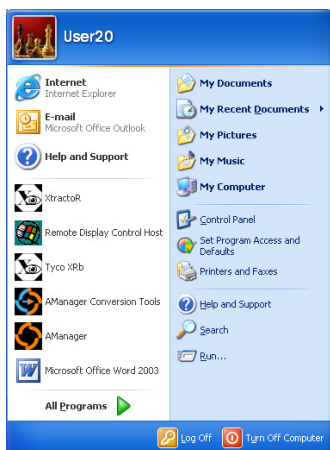 User20
Internet
Internet Explorer
E-mail
Microsoft Office Outlook
Help and Support
XtractoR
Remote Display Control Host
Tyco XRb
AManager Conversion Tools
AManager
Microsoft Office Word 2003
All Programs
My Documents
My Recent Documents
My Pictures
My Music
My Computer
Control Panel
Set Program Access and
Defaults
Printers and Faxes
Help and Support
Search
Run...
Log Off
Turn Off Computer